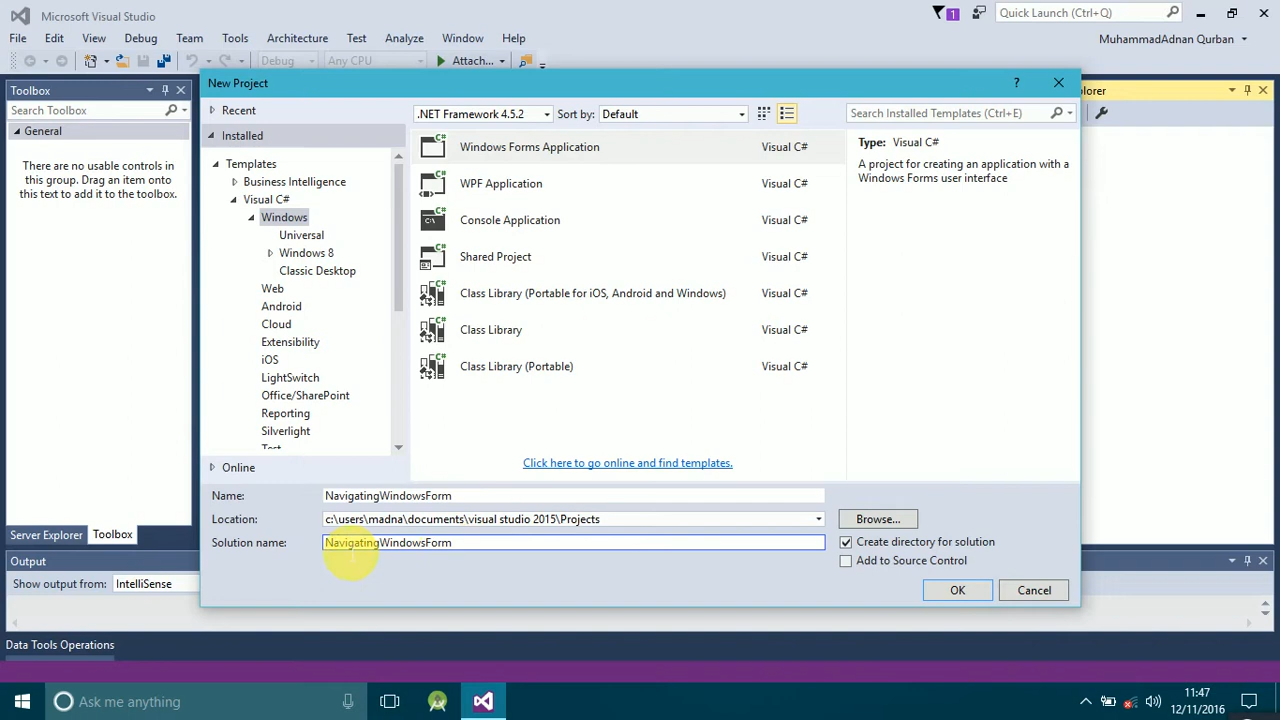 Microsoft Visual Studio
1
Quick Launch (Ctrl+Q)
File Edit View Debug Team Tools Architecture Test Analyze Window Help
MuhammadAdnan Qurban
Debug Any CPU Attach...
Toolbox
Search Toolbox
General
There are no usable controls in
this group. Drag an item onto
this text to add it to the toolbox.
Server Explorer Toolbox
New Project
?
Recent
Installed
Templates
Business Intelligence
Visual C#
Windows
Universal
Windows 8
Classic Desktop
Web
Android
Cloud
Extensibility
iOS
LightSwitch
Office/SharePoint
Reporting
Silverlight
Test
Online
.NET Framework 4.5.2 Sort by: Default
Windows Forms Application Visual C#
WPF Application Visual C#
Console Application Visual C#
Shared Project Visual C#
Class Library (Portable for iOS, Android and Windows) Visual C#
Class Library Visual C#
Class Library (Portable) Visual C#
Click here to go online and find templates.
Search Installed Templates (Ctrl+E)
Type: Visual C#
A project for creating an application with a
Windows Forms user interface
Name: NavigatingWindowsForm
Location: c:\users\madna\documents\visual studio 2015\Projects Browse...
Solution name: NavigatingWindowsForm
Create directory for solution
Add to Source Control
OK Cancel
Output
Show output from: IntelliSense
Data Tools Operations
Ask me anything
11:47
12/11/2016